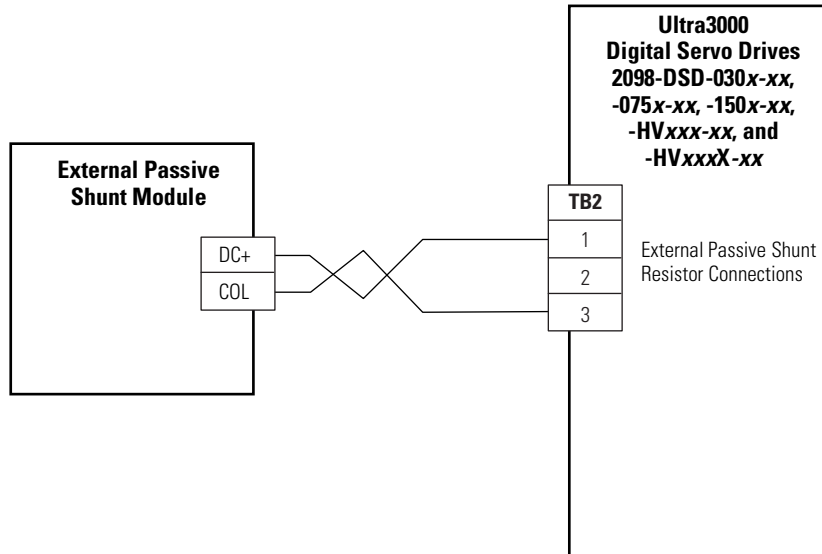 Ultra3000
Digital Servo Drives
2098-DSD-030x-xx,
-075x-xx, -150x-xx,
-HVxxx-xx, and
-HVxxxX-xx
External Passive
Shunt Module
TB2
DC+
1
External Passive Shunt
Resistor Connections
COL
2
3